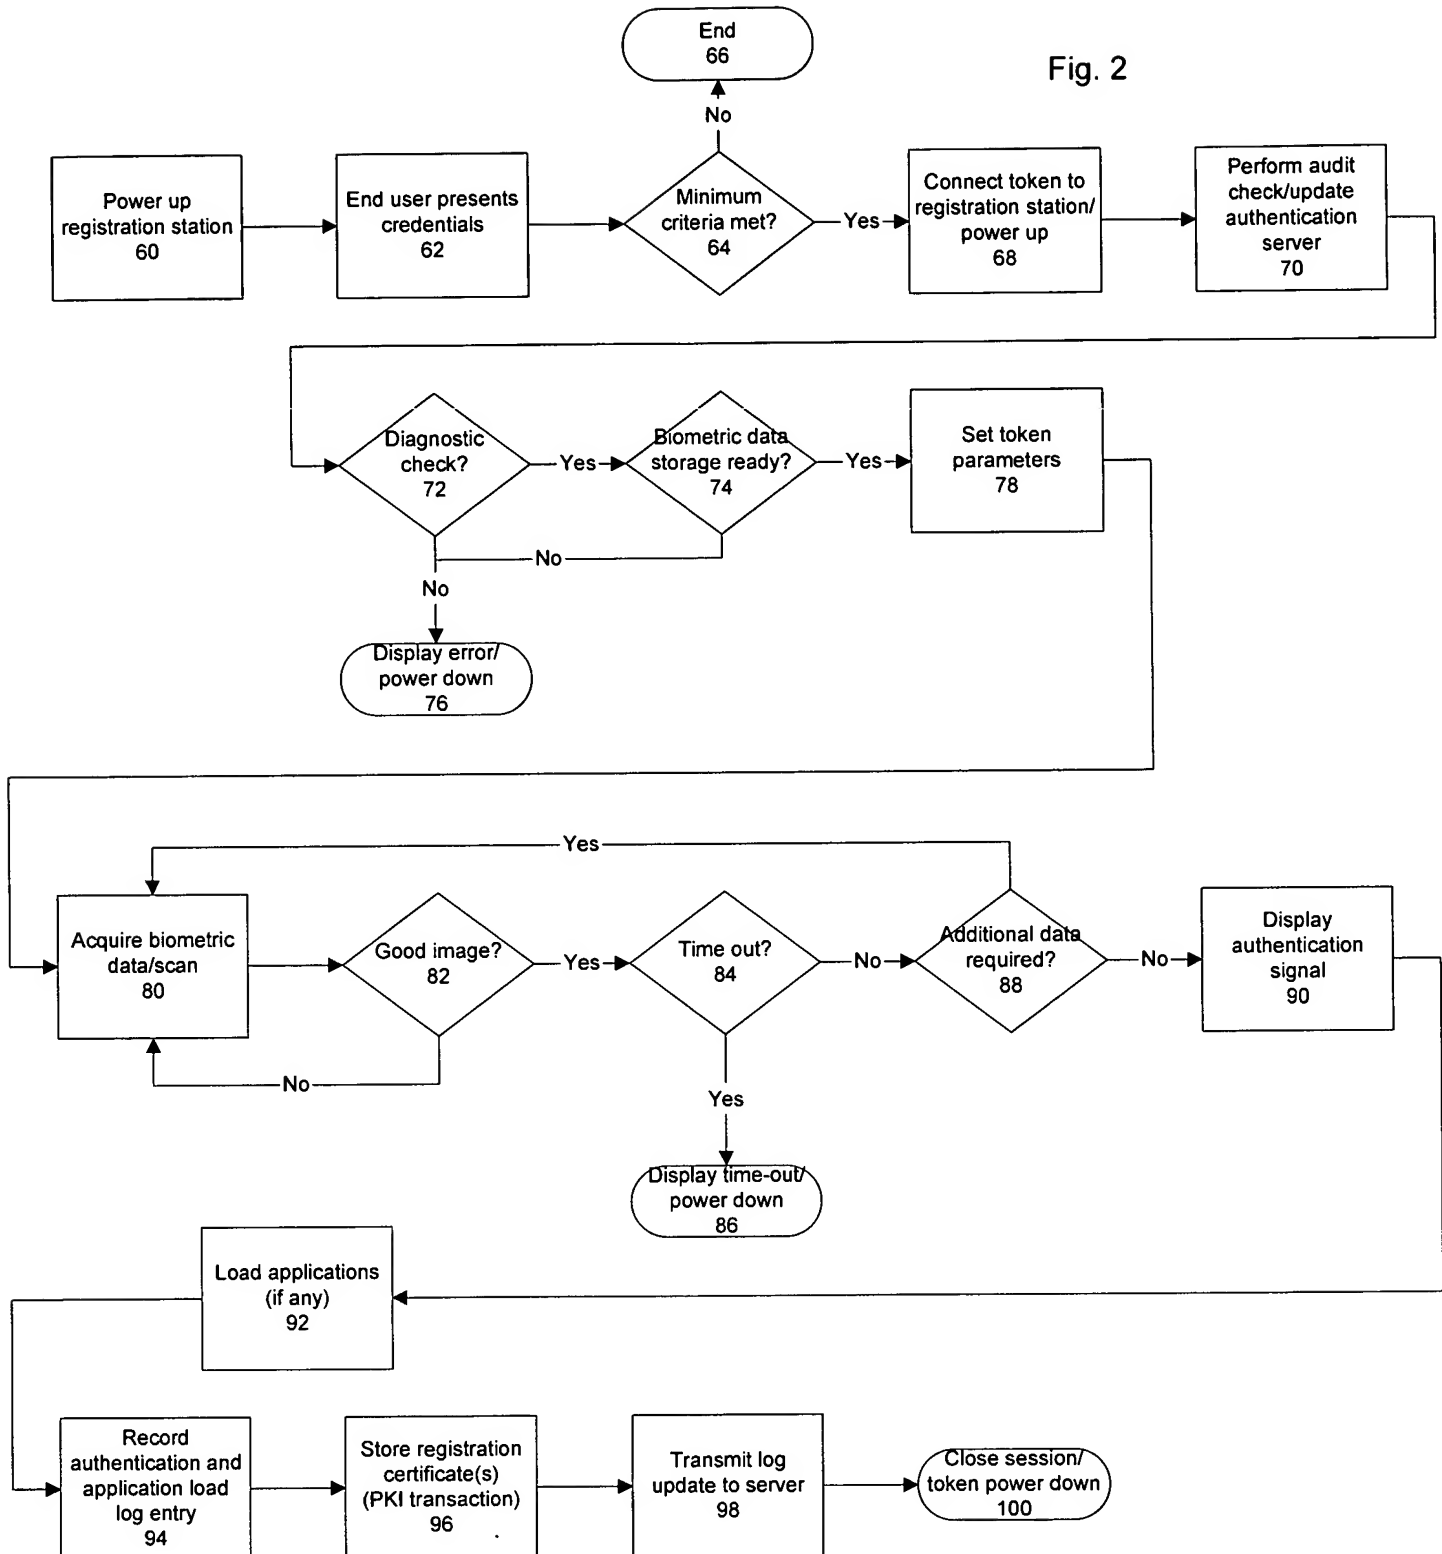 End
66
Fig. 2
No
Power up
registration station
60
End user presents
credentials
62
Minimum
criteria met?
64
Yes
Connect token to
registration station/
power up
68
Perform audit
check/update
authentication
server
70
Diagnostic
check?
72
Yes
Biometric data
storage ready?
74
Yes
Set token
parameters
78
No
No
Display error/
power down
76
Yes
Acquire biometric
data/scan
80
Good image?
82
Yes
Time out?
84
No
Additional data
required?
88
No
Display
authentication
signal
90
No
Yes
Display time-out/
power down
86
Load applications
(if any)
92
Record
authentication and
application load
log entry
94
Store registration
certificate(s)
(PKI transaction)
96
Transmit log
update to server
98
Close session/
token power down
100